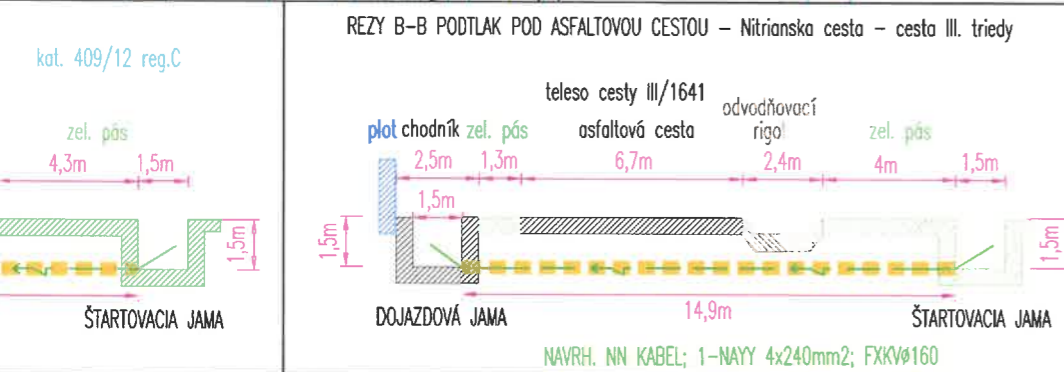 kat. 409/12 reg.C
zel. pás
4,3m 1,5m
1,5m
ŠTARTOVACIA JAMA
REZY B-B PODTLAK POD ASFALTOVOU CESTOU – Nitrianska cesta – cesta III. triedy
teleso cesty III/1641
odvodňovací
plot chodník zel. pás asfaltová cesta rigol zel. pás
2,5m 1,3m 6,7m 2,4m 4m 1,5m
1,5m
1,5m
1,5m
14,9m
DOJAZDOVÁ JAMA
ŠTARTOVACIA JAMA
NAVRH. NN KABEL; 1-NAYY 4x240mm2; FXKVø160